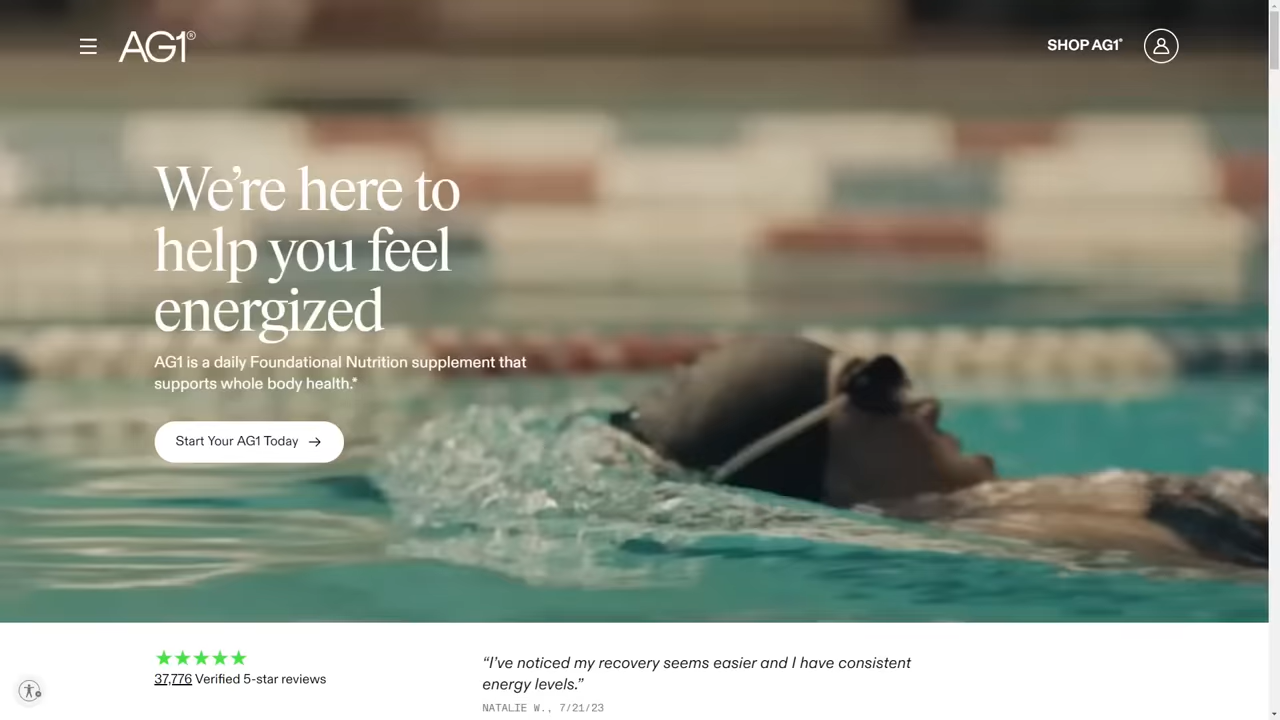 AG1®
SHOP AG1®
We're here to
help you feel
energized
AG1 is a daily Foundational Nutrition supplement that
supports whole body health.*
Start Your AG1 Today →
★★★★★
37,776 Verified 5-star reviews
“I've noticed my recovery seems easier and I have consistent
energy levels.”
NATALIE W., 7/21/23